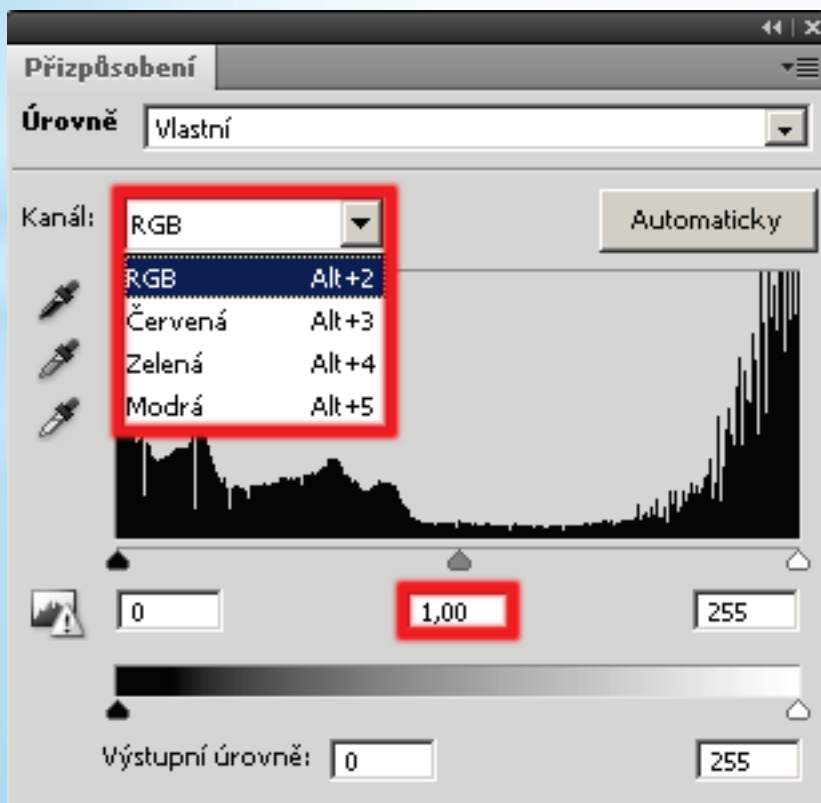 Přizpůsobení
Úrovně Vlastní
Kanál: RGB Automaticky
RGB Alt+2
Červená Alt+3
Zelená Alt+4
Modrá Alt+5
0 1,00 255
Výstupní úrovně: 0 255